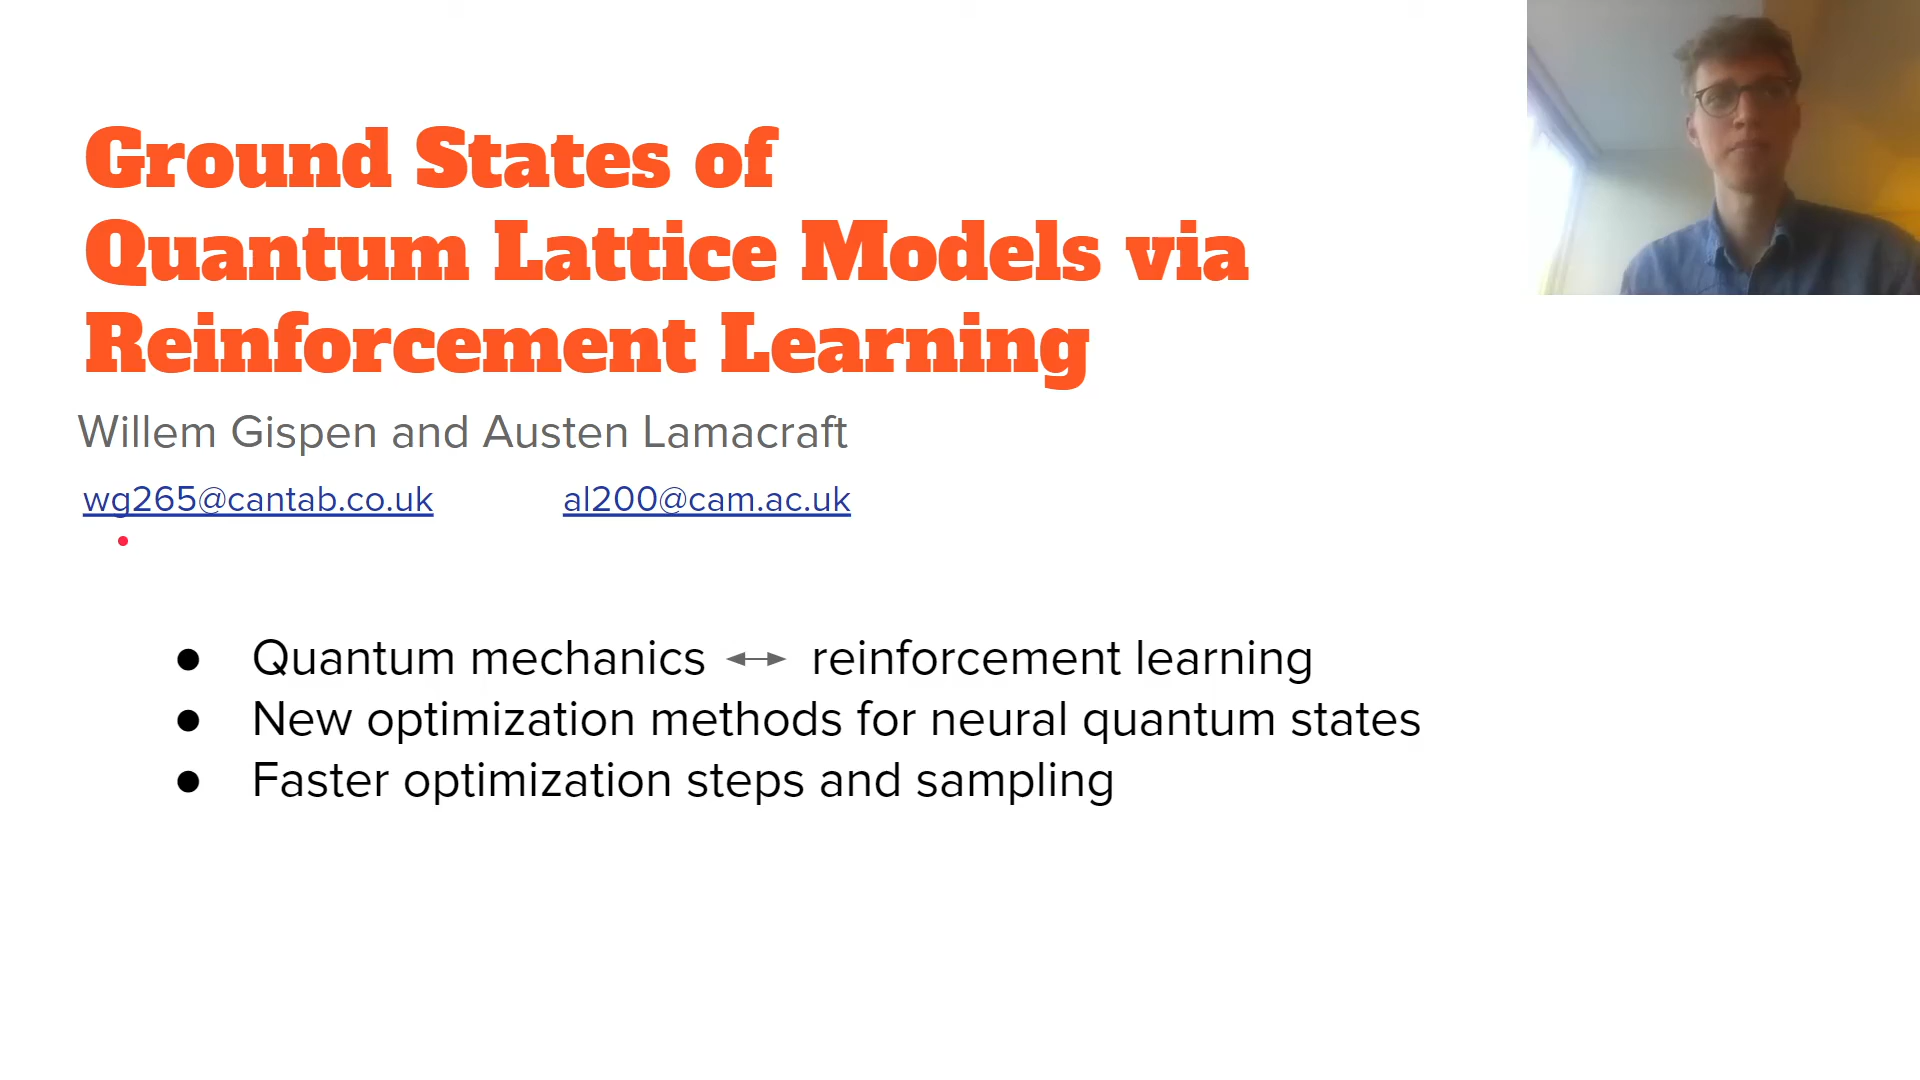 Ground States of
Quantum Lattice Models via
Reinforcement Learning
Willem Gispen and Austen Lamacraft
wg265@cantab.co.uk al200@cam.ac.uk
● Quantum mechanics ↔ reinforcement learning
● New optimization methods for neural quantum states
● Faster optimization steps and sampling